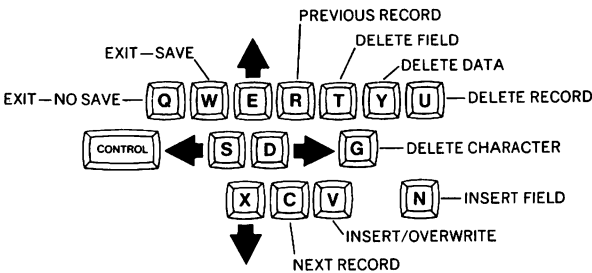 PREVIOUS RECORD
DELETE FIELD
EXIT—SAVE
DELETE DATA
EXIT—NO SAVE
Q W E R T Y U
DELETE RECORD
CONTROL
S D G
DELETE CHARACTER
X C V N
INSERT FIELD
INSERT/OVERWRITE
NEXT RECORD